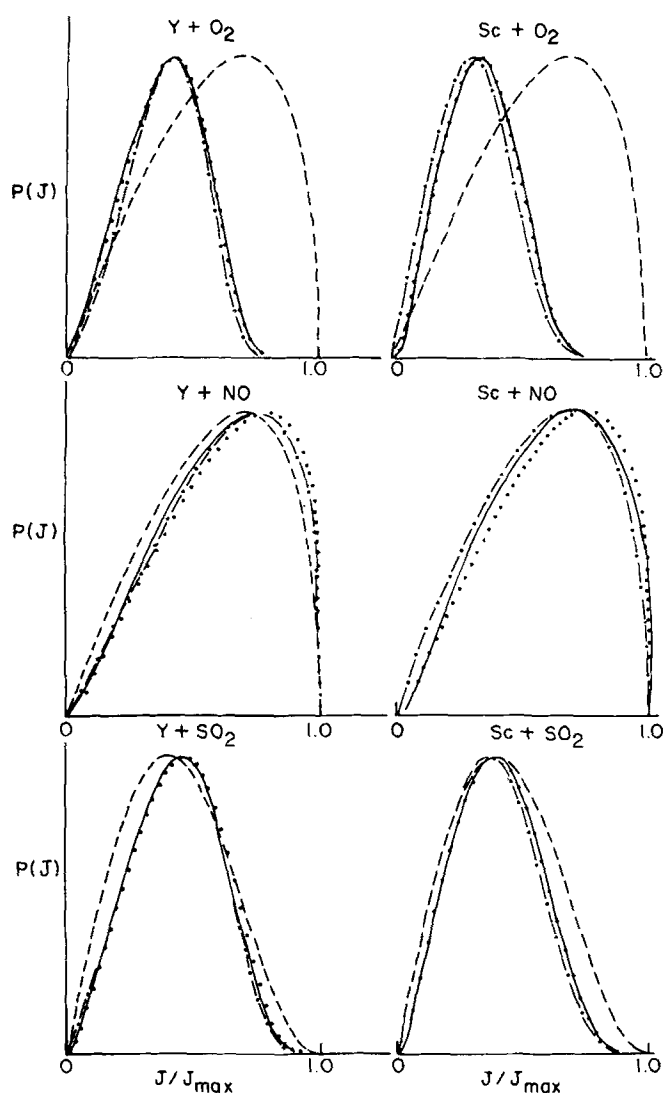 Y + O2
Sc + O2
P(J)
0
1.0
0
1.0
Y + NO
Sc + NO
P(J)
0
1.0
0
1.0
Y + SO2
Sc + SO2
P(J)
0
1.0
0
1.0
J/Jmax
J/Jmax